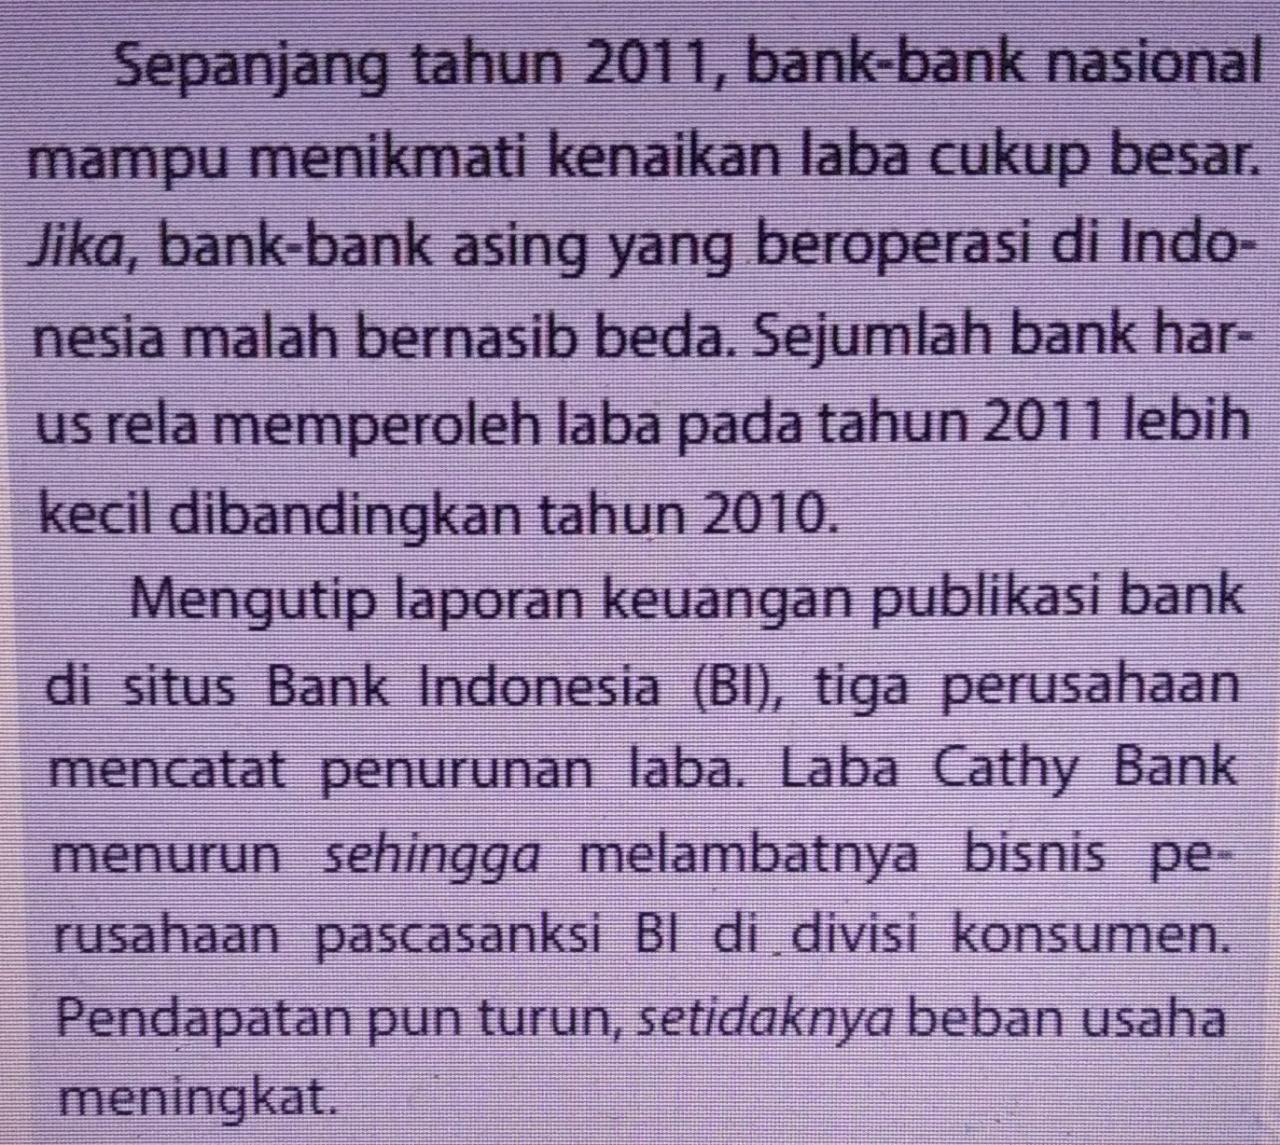 Sepanjang tahun 2011, bank-bank nasional
mampu menikmati kenaikan laba cukup besar.
Jika, bank-bank asing yang beroperasi di Indo-
nesia malah bernasib beda. Sejumlah bank har-
us rela memperoleh laba pada tahun 2011 lebih
kecil dibandingkan tahun 2010.
Mengutip laporan keuangan publikasi bank
di situs Bank Indonesia (BI), tiga perusahaan
mencatat penurunan laba. Laba Cathy Bank
menurun sehingga melambatnya bisnis pe-
rusahaan pascasanksi BI di divisi konsumen.
Pendapatan pun turun, setidaknya beban usaha
meningkat.